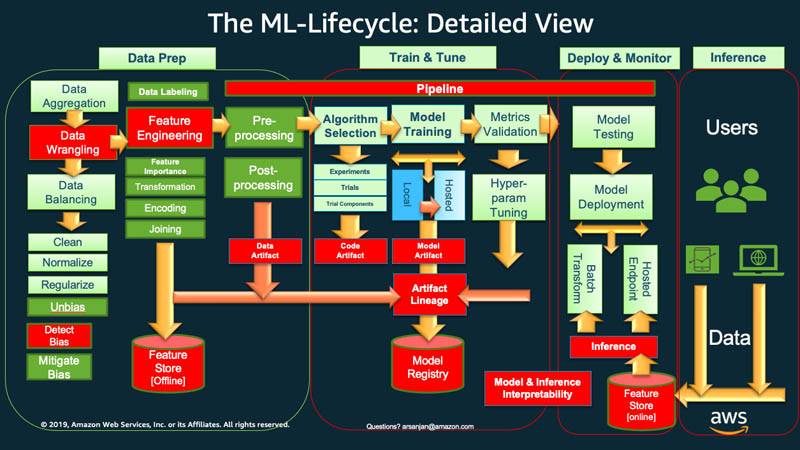 The ML-Lifecycle: Detailed View
Data Prep
Train & Tune
Deploy & Monitor
Inference
Pipeline
Data
Aggregation
Data
Wrangling
Data
Balancing
Clean
Normalize
Regularize
Unbias
Detect
Bias
Mitigate
Bias
Data Labeling
Feature
Engineering
Feature
Importance
Transformation
Encoding
Joining
Feature
Store
[Offline]
Pre-
processing
Post-
processing
Data
Artifact
Algorithm
Selection
Experiments
Trials
Trial Components
Code
Artifact
Model
Training
Local
Hosted
Model
Artifact
Artifact
Lineage
Model
Registry
Metrics
Validation
Hyper-
param
Tuning
Model & Inference
Interpretability
Model
Testing
Model
Deployment
Batch
Transform
Hosted
Endpoint
Inference
Feature
Store
[online]
Users
Data
aws
© 2019, Amazon Web Services, Inc. or its Affiliates. All rights reserved.
Questions? arsanjan@amazon.com